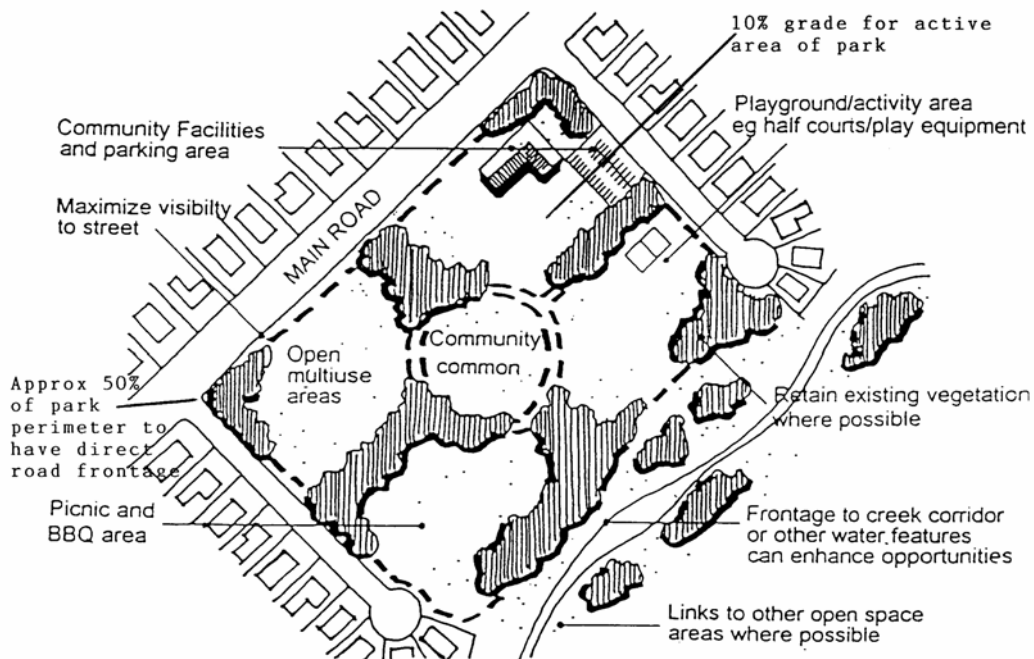 10% grade for active
area of park
Playground/activity area
eg half courts/play equipment
Community Facilities
and parking area
Maximize visibilty
to street
MAIN ROAD
Community
common
Open
multiuse
areas
Approx 50%
of park
perimeter to
have direct
road frontage
Retain existing vegetation
where possible
Picnic and
BBQ area
Frontage to creek corridor
or other water features
can enhance opportunities
Links to other open space
areas where possible